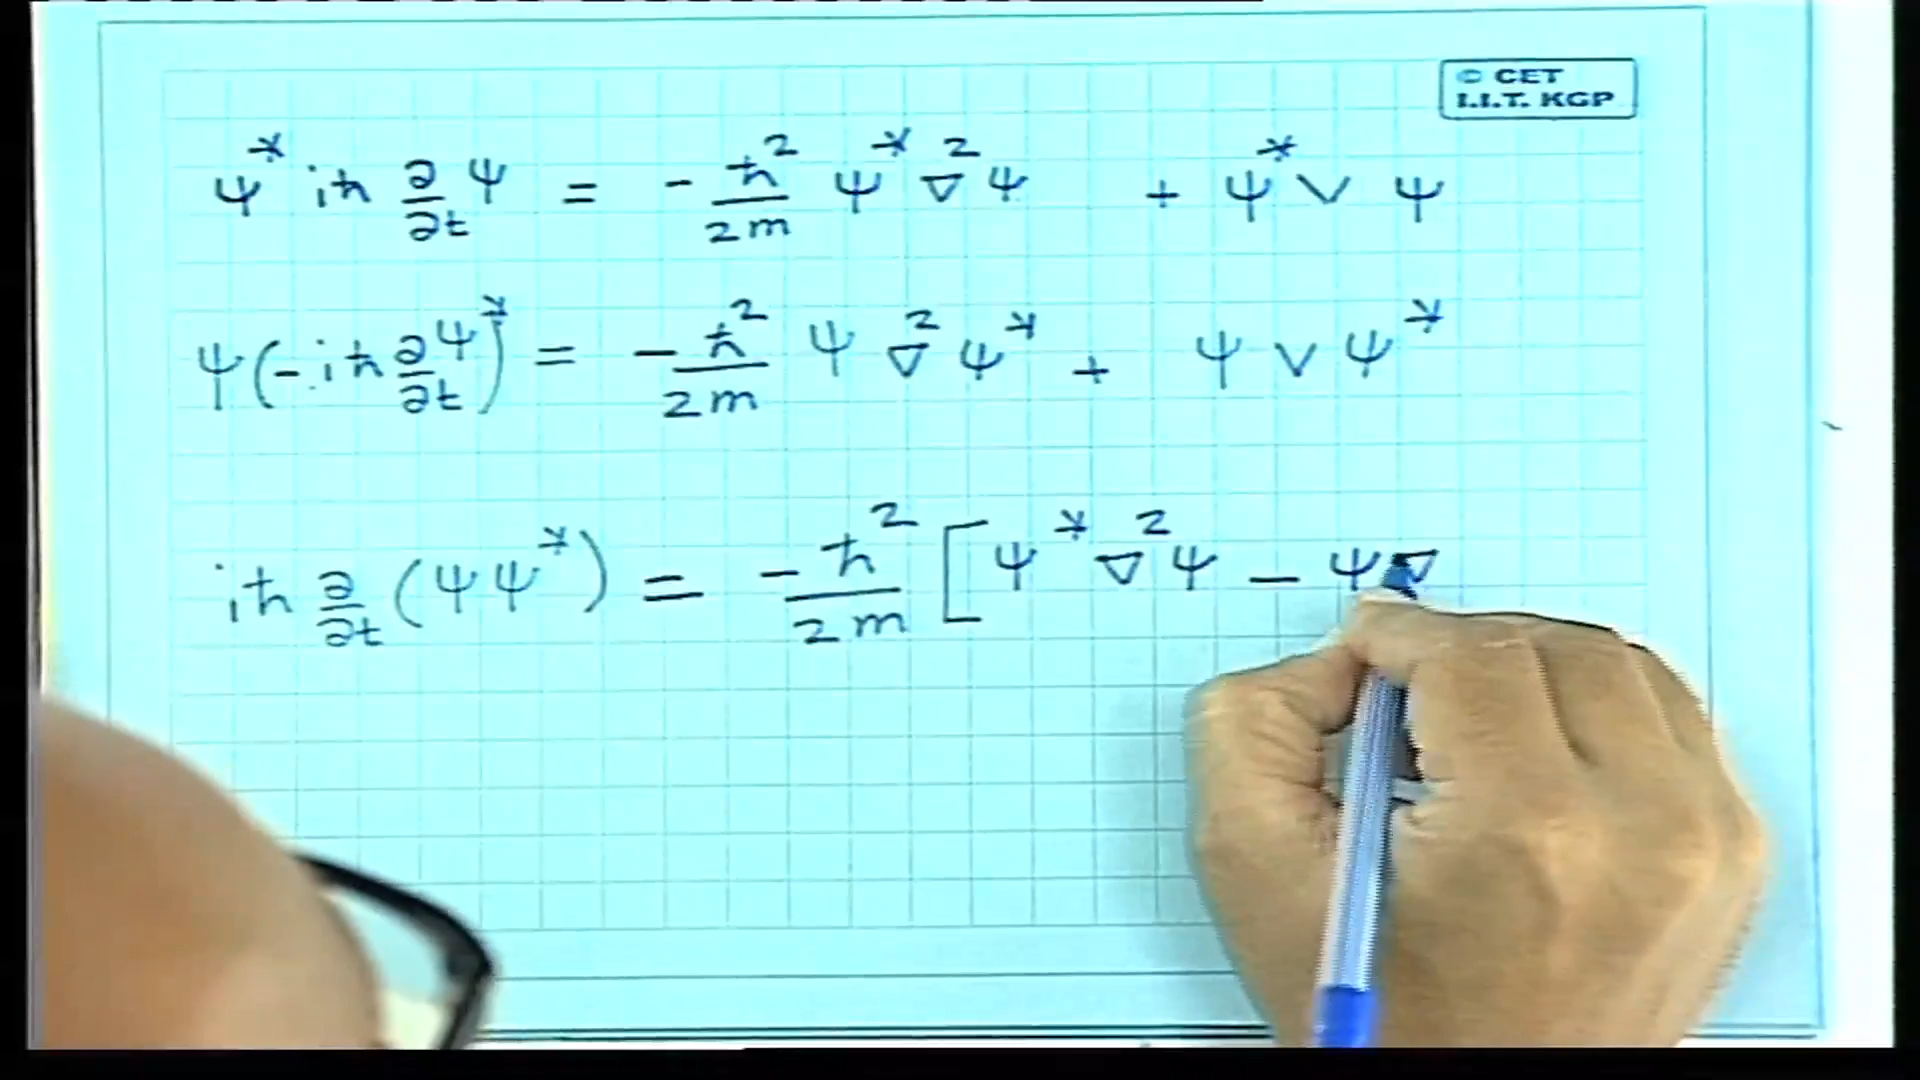 © CET
I.I.T. KGP
ψ* iħ ∂/∂t ψ = - ħ²/2m ψ* ∇² ψ + ψ* V ψ
ψ(-iħ ∂ψ*/∂t) = - ħ²/2m ψ ∇² ψ* + ψ V ψ*
iħ ∂/∂t (ψψ*) = -ħ²/2m [ψ* ∇² ψ - ψ∇